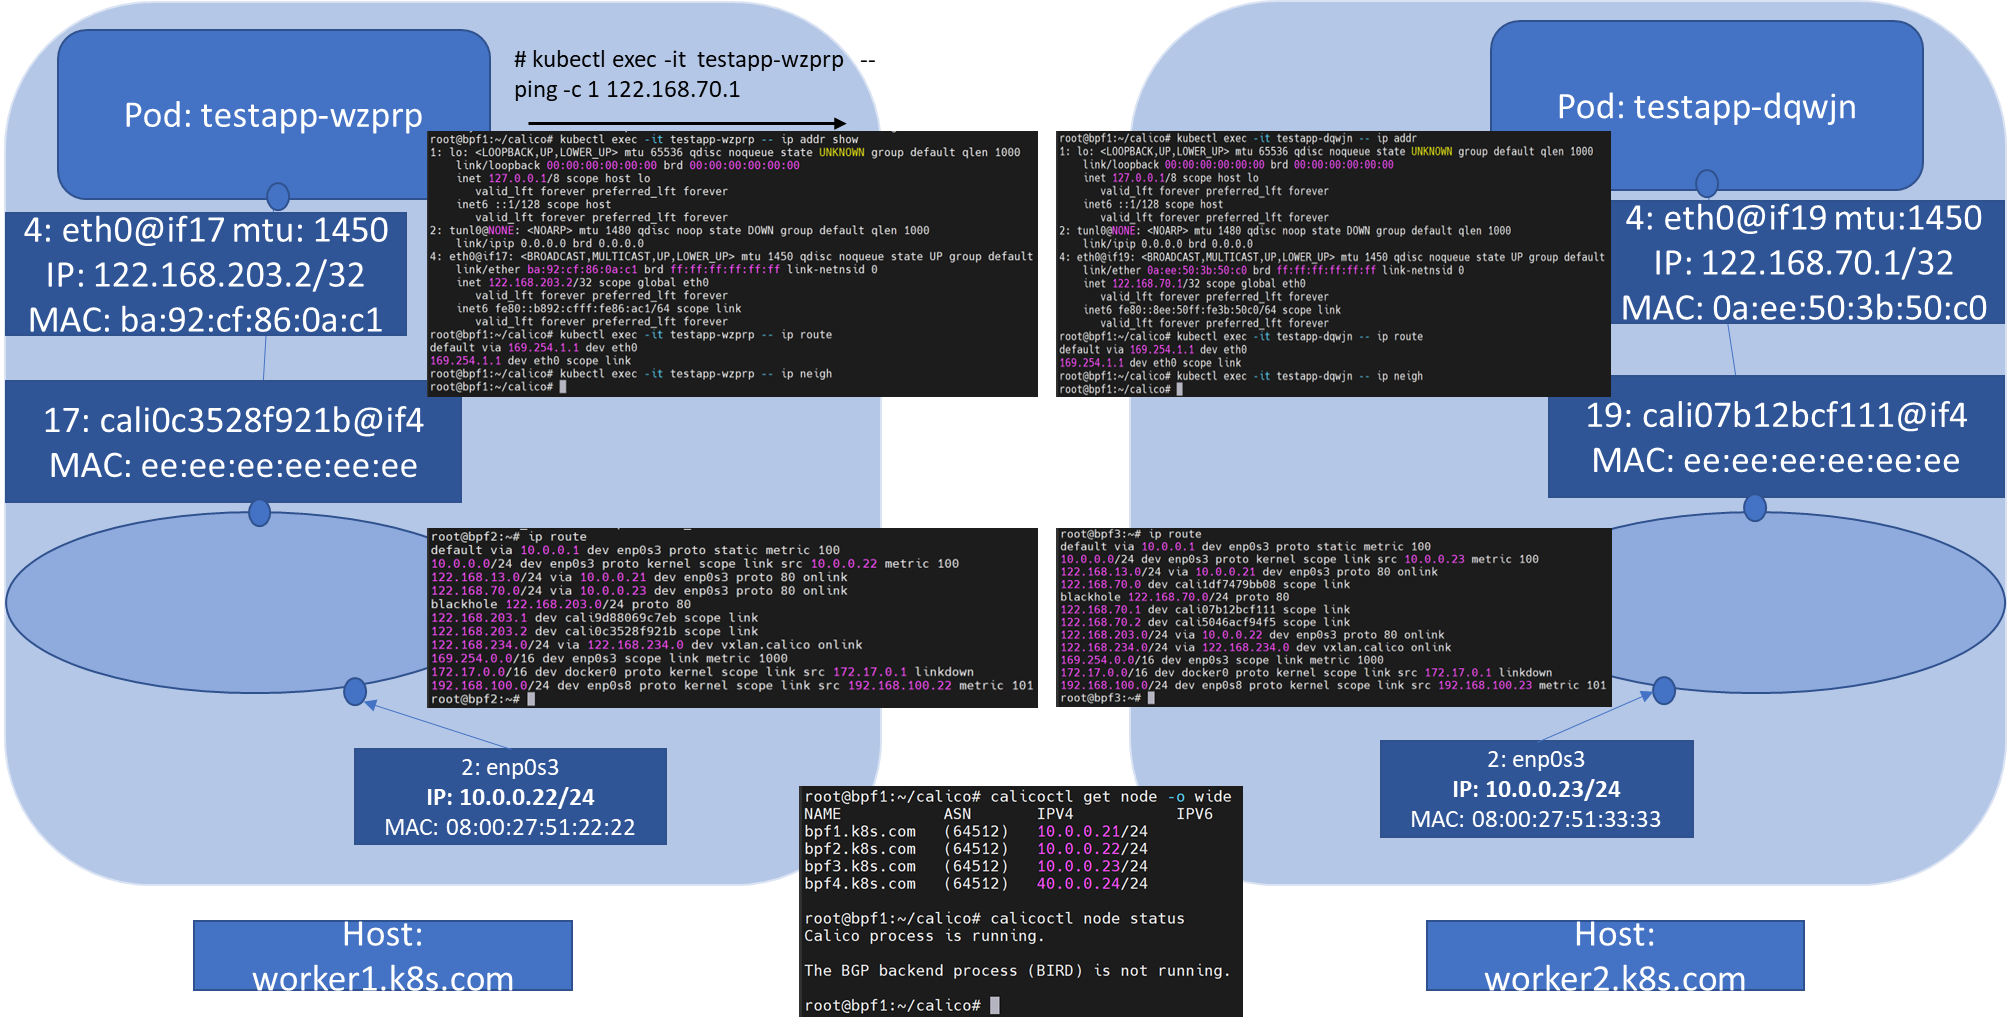 Pod: testapp-wzprp
# kubectl exec -it testapp-wzprp --
ping -c 1 122.168.70.1
4: eth0@if17 mtu: 1450
IP: 122.168.203.2/32
MAC: ba:92:cf:86:0a:c1
17: cali0c3528f921b@if4
MAC: ee:ee:ee:ee:ee:ee
root@bpf1:~/calico# kubectl exec -it testapp-wzprp -- ip addr show
1: lo: <LOOPBACK,UP,LOWER_UP> mtu 65536 qdisc noqueue state UNKNOWN group default qlen 1000
link/loopback 00:00:00:00:00:00 brd 00:00:00:00:00:00
inet 127.0.0.1/8 scope host lo
valid_lft forever preferred_lft forever
inet6 ::1/128 scope host
valid_lft forever preferred_lft forever
2: tunl0@NONE: <NOARP> mtu 1480 qdisc noop state DOWN group default qlen 1000
link/ipip 0.0.0.0 brd 0.0.0.0
4: eth0@if17: <BROADCAST,MULTICAST,UP,LOWER_UP> mtu 1450 qdisc noqueue state UP group default
link/ether ba:92:cf:86:0a:c1 brd ff:ff:ff:ff:ff:ff link-netnsid 0
inet 122.168.203.2/32 scope global eth0
valid_lft forever preferred_lft forever
inet6 fe80::b892:cfff:fe86:ac1/64 scope link
valid_lft forever preferred_lft forever
root@bpf1:~/calico# kubectl exec -it testapp-wzprp -- ip route
default via 169.254.1.1 dev eth0
169.254.1.1 dev eth0 scope link
root@bpf1:~/calico# kubectl exec -it testapp-wzprp -- ip neigh
root@bpf1:~/calico#
root@bpf1:~/calico# kubectl exec -it testapp-dqwjn -- ip addr
1: lo: <LOOPBACK,UP,LOWER_UP> mtu 65536 qdisc noqueue state UNKNOWN group default qlen 1000
link/loopback 00:00:00:00:00:00 brd 00:00:00:00:00:00
inet 127.0.0.1/8 scope host lo
valid_lft forever preferred_lft forever
inet6 ::1/128 scope host
valid_lft forever preferred_lft forever
2: tunl0@NONE: <NOARP> mtu 1480 qdisc noop state DOWN group default qlen 1000
link/ipip 0.0.0.0 brd 0.0.0.0
4: eth0@if19: <BROADCAST,MULTICAST,UP,LOWER_UP> mtu 1450 qdisc noqueue state UP group default
link/ether 0a:ee:50:3b:50:c0 brd ff:ff:ff:ff:ff:ff link-netnsid 0
inet 122.168.70.1/32 scope global eth0
valid_lft forever preferred_lft forever
inet6 fe80::8ee:50ff:fe3b:50c0/64 scope link
valid_lft forever preferred_lft forever
root@bpf1:~/calico# kubectl exec -it testapp-dqwjn -- ip route
default via 169.254.1.1 dev eth0
169.254.1.1 dev eth0 scope link
root@bpf1:~/calico# kubectl exec -it testapp-dqwjn -- ip neigh
root@bpf1:~/calico#
Pod: testapp-dqwjn
4: eth0@if19 mtu:1450
IP: 122.168.70.1/32
MAC: 0a:ee:50:3b:50:c0
19: cali07b12bcf111@if4
MAC: ee:ee:ee:ee:ee:ee
root@bpf2:~# ip route
default via 10.0.0.1 dev enp0s3 proto static metric 100
10.0.0.0/24 dev enp0s3 proto kernel scope link src 10.0.0.22 metric 100
122.168.13.0/24 via 10.0.0.21 dev enp0s3 proto 80 onlink
122.168.70.0/24 via 10.0.0.23 dev enp0s3 proto 80 onlink
blackhole 122.168.203.0/24 proto 80
122.168.203.1 dev cali9d88069c7eb scope link
122.168.203.2 dev cali0c3528f921b scope link
122.168.234.0/24 via 122.168.234.0 dev vxlan.calico onlink
169.254.0.0/16 dev enp0s3 scope link metric 1000
172.17.0.0/16 dev docker0 proto kernel scope link src 172.17.0.1 linkdown
192.168.100.0/24 dev enp0s8 proto kernel scope link src 192.168.100.22 metric 101
root@bpf2:~#
root@bpf3:~# ip route
default via 10.0.0.1 dev enp0s3 proto static metric 100
10.0.0.0/24 dev enp0s3 proto kernel scope link src 10.0.0.23 metric 100
122.168.13.0/24 via 10.0.0.21 dev enp0s3 proto 80 onlink
122.168.70.0 dev cali1df7479bb08 scope link
blackhole 122.168.70.0/24 proto 80
122.168.70.1 dev cali07b12bcf111 scope link
122.168.70.2 dev cali5046acf94f5 scope link
122.168.203.0/24 via 10.0.0.22 dev enp0s3 proto 80 onlink
122.168.234.0/24 via 122.168.234.0 dev vxlan.calico onlink
169.254.0.0/16 dev enp0s3 scope link metric 1000
172.17.0.0/16 dev docker0 proto kernel scope link src 172.17.0.1 linkdown
192.168.100.0/24 dev enp0s8 proto kernel scope link src 192.168.100.23 metric 101
root@bpf3:~#
2: enp0s3
IP: 10.0.0.22/24
MAC: 08:00:27:51:22:22
2: enp0s3
IP: 10.0.0.23/24
MAC: 08:00:27:51:33:33
root@bpf1:~/calico# calicoctl get node -o wide
NAME ASN IPV4 IPV6
bpf1.k8s.com (64512) 10.0.0.21/24
bpf2.k8s.com (64512) 10.0.0.22/24
bpf3.k8s.com (64512) 10.0.0.23/24
bpf4.k8s.com (64512) 40.0.0.24/24
root@bpf1:~/calico# calicoctl node status
Calico process is running.
The BGP backend process (BIRD) is not running.
root@bpf1:~/calico#
Host:
worker1.k8s.com
Host:
worker2.k8s.com